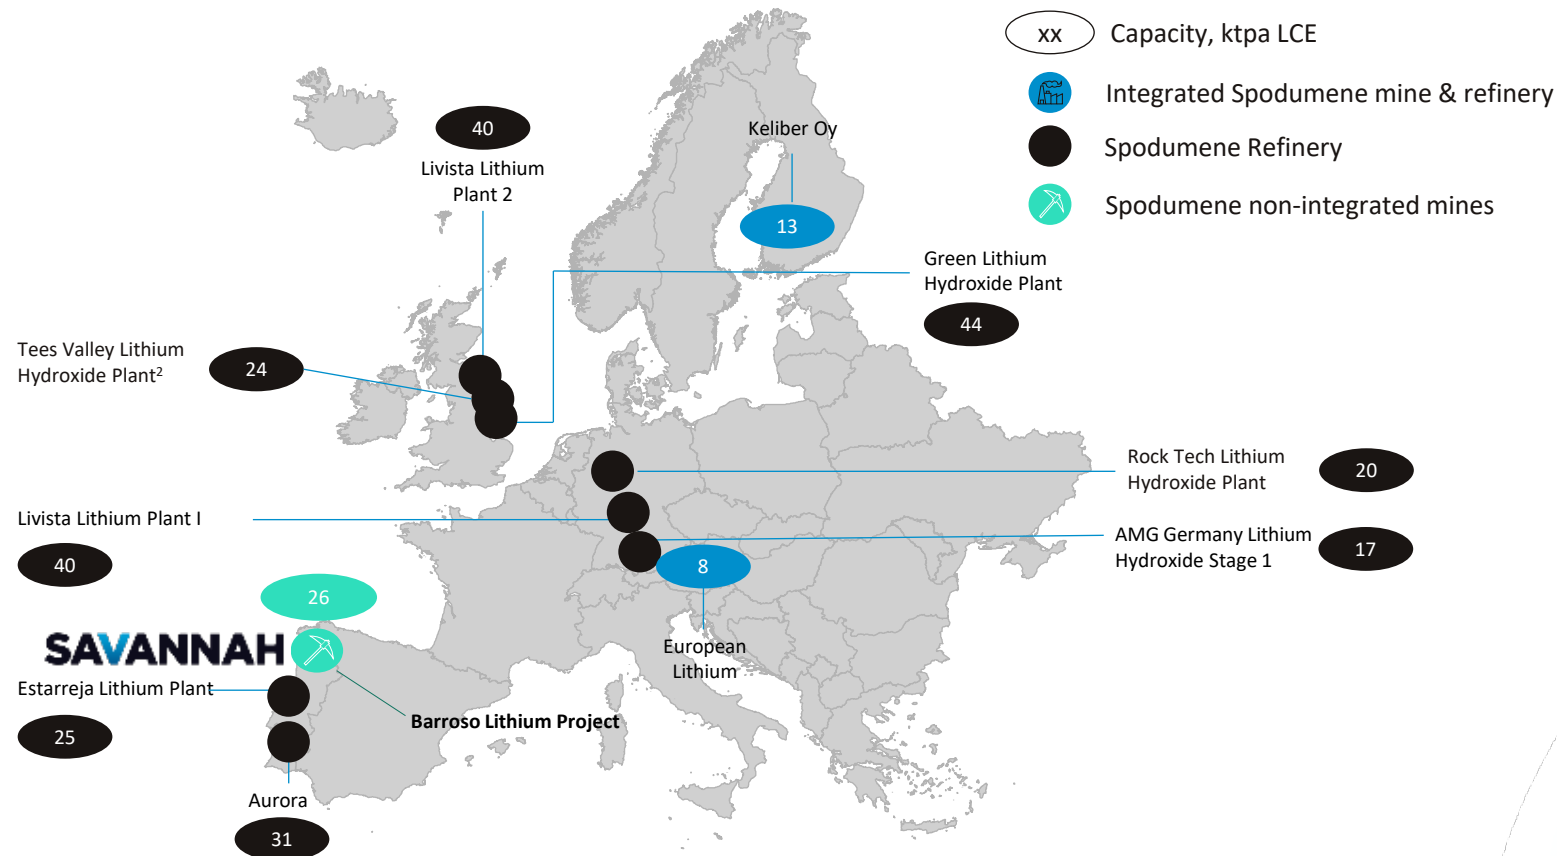 xx Capacity, ktpa LCE
Integrated Spodumene mine & refinery
Spodumene Refinery
Spodumene non-integrated mines
40
Livista Lithium
Plant 2
Keliber Oy
13
Green Lithium
Hydroxide Plant
44
Tees Valley Lithium
Hydroxide Plant²
24
Rock Tech Lithium
Hydroxide Plant
20
Livista Lithium Plant I
40
AMG Germany Lithium
Hydroxide Stage 1
17
8
European
Lithium
26
SAVANNAH
Estarreja Lithium Plant
25
Barroso Lithium Project
Aurora
31